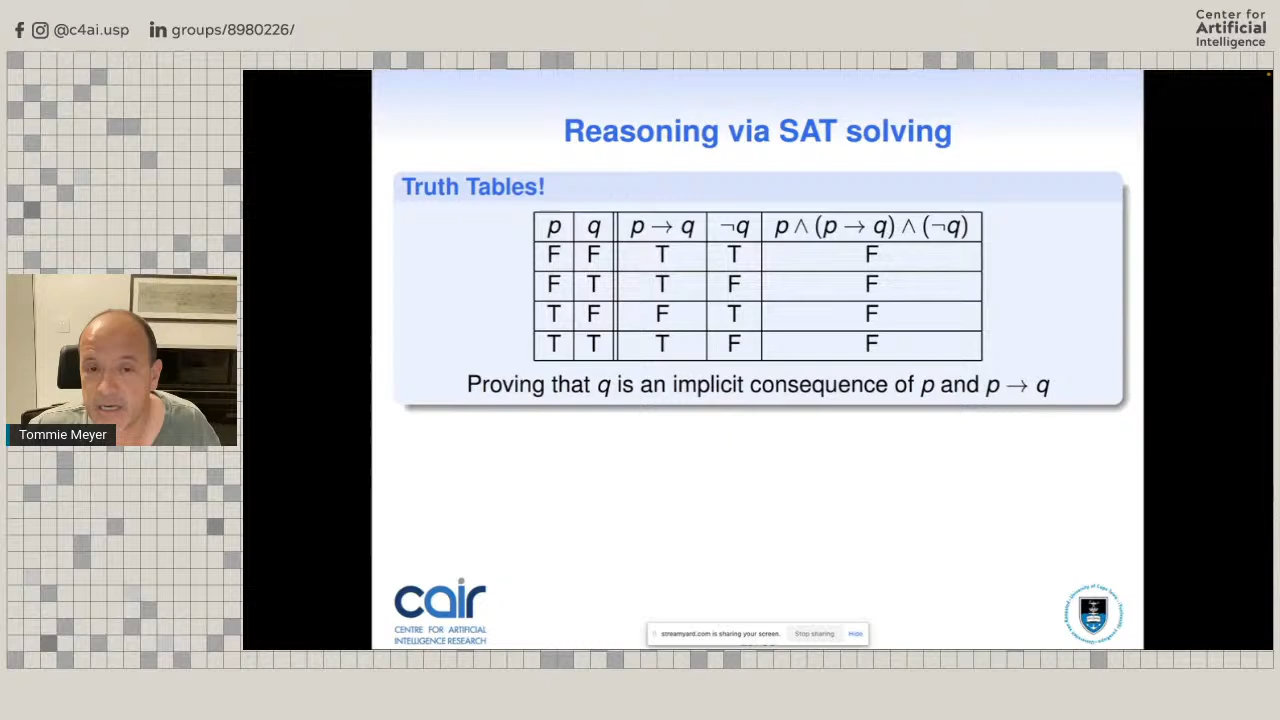 @c4ai.usp groups/8980226/
Center for
Artificial
Intelligence
Reasoning via SAT solving
Truth Tables!
p q p → q ¬q p ∧ (p → q) ∧ (¬q)
F F T T F
F T T F F
T F F T F
T T T F F
Proving that q is an implicit consequence of p and p → q
Tommie Meyer
cair
CENTRE FOR ARTIFICIAL
INTELLIGENCE RESEARCH
streamyard.com is sharing your screen. Stop sharing Hide